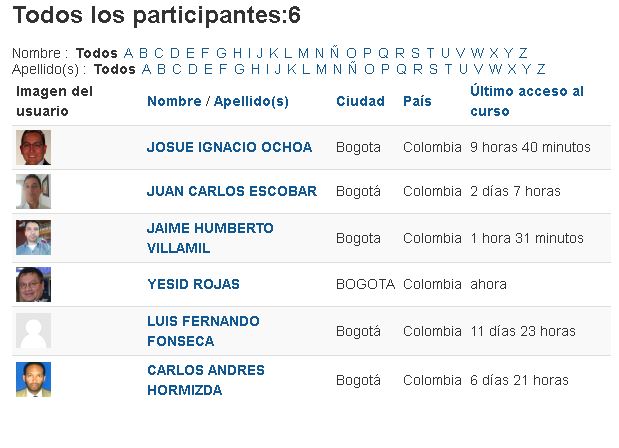 Todos los participantes:6
Nombre : Todos A B C D E F G H I J K L M N Ñ O P Q R S T U V W X Y Z
Apellido(s) : Todos A B C D E F G H I J K L M N Ñ O P Q R S T U V W X Y Z
Imagen del usuario Nombre / Apellido(s) Ciudad País Último acceso al curso
JOSUE IGNACIO OCHOA Bogota Colombia 9 horas 40 minutos
JUAN CARLOS ESCOBAR Bogotá Colombia 2 días 7 horas
JAIME HUMBERTO VILLAMIL Bogota Colombia 1 hora 31 minutos
YESID ROJAS BOGOTA Colombia ahora
LUIS FERNANDO FONSECA Bogotá Colombia 11 días 23 horas
CARLOS ANDRES HORMIZDA Bogotá Colombia 6 días 21 horas